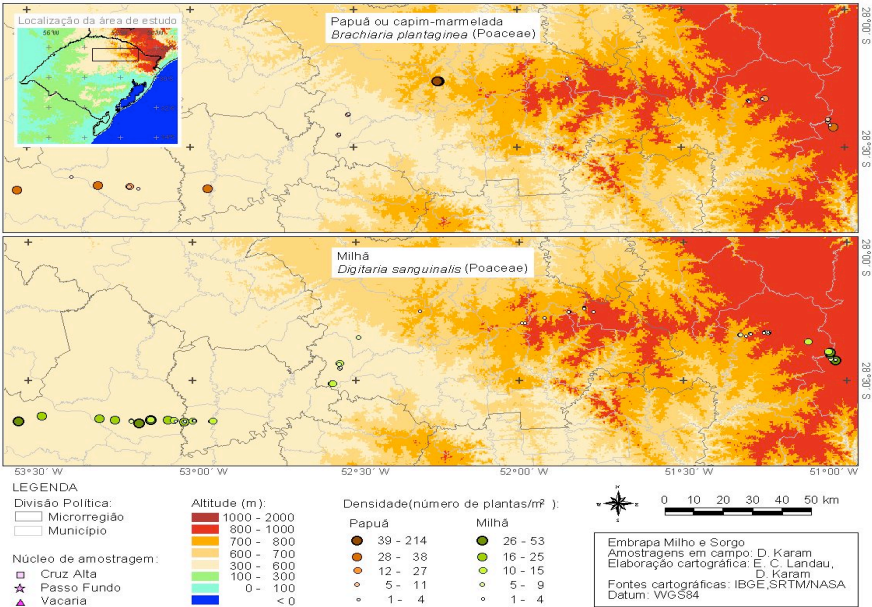 Localização da área de estudo
56°W
Papuã ou capim-marmelada
Brachiaria plantaginea (Poaceae)
28°00' S
28°30' S
Milhã
Digitaria sanguinalis (Poaceae)
28°00' S
28°30' S
53°30' W
53°00' W
52°30' W
52°00' W
51°30' W
51°00' W
LEGENDA
Divisão Política:
Microrregião
Município
Núcleo de amostragem:
Cruz Alta
Passo Fundo
Vacaria
Altitude (m):
1000 - 2000
800 - 1000
700 - 800
600 - 700
300 - 600
100 - 300
0 - 100
< 0
Densidade(número de plantas/m² ):
Papuã
39 - 214
28 - 38
12 - 27
5 - 11
1 - 4
Milhã
26 - 53
16 - 25
10 - 15
5 - 9
1 - 4
N
0 10 20 30 40 50 km
Embrapa Milho e Sorgo
Amostragens em campo: D. Karam
Elaboração cartográfica: E. C. Landau,
D. Karam
Fontes cartográficas: IBGE,SRTM/NASA
Datum: WGS84